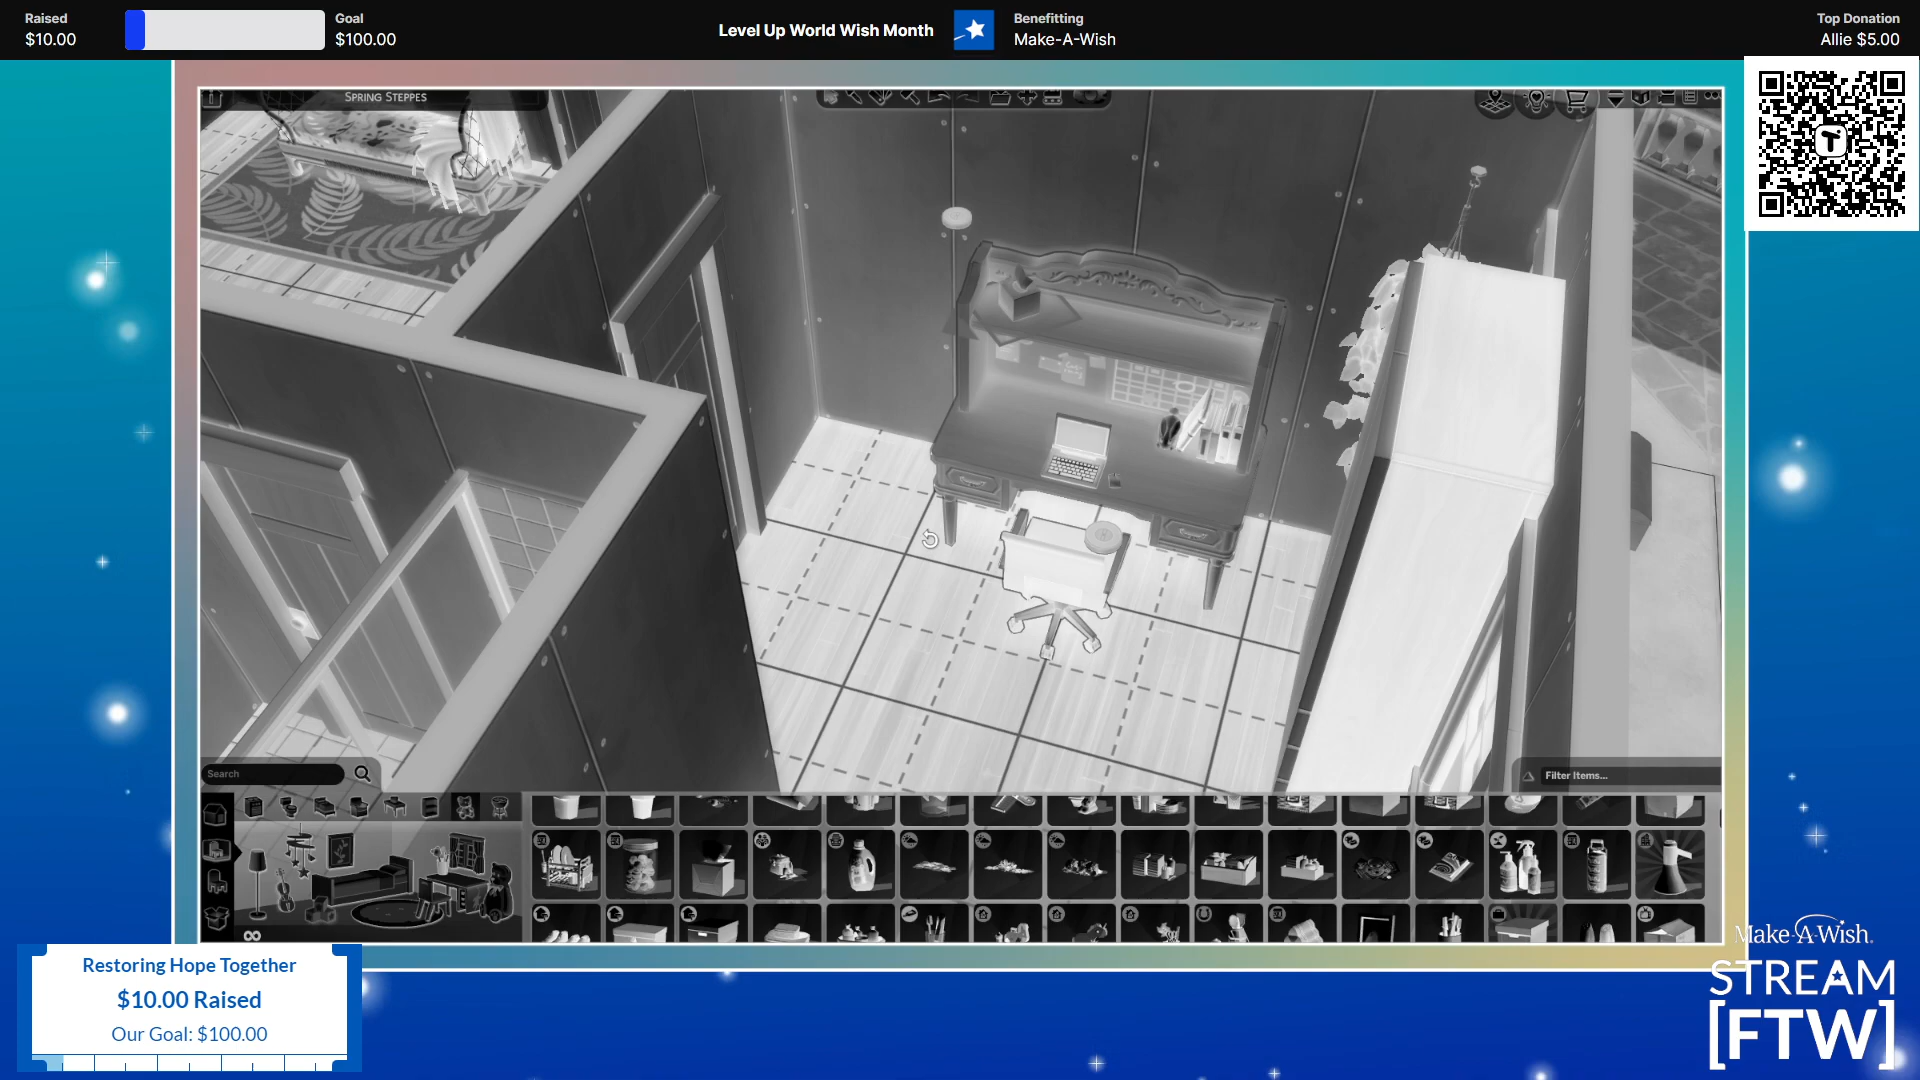 Raised
$10.00
Goal
$100.00
Level Up World Wish Month
Benefitting
Make-A-Wish
Top Donation
Allie $5.00
SPRING STEPPES
Search
Filter Items...
Restoring Hope Together
$10.00 Raised
Our Goal: $100.00
Make-A-Wish.
STREAM
[FTW]